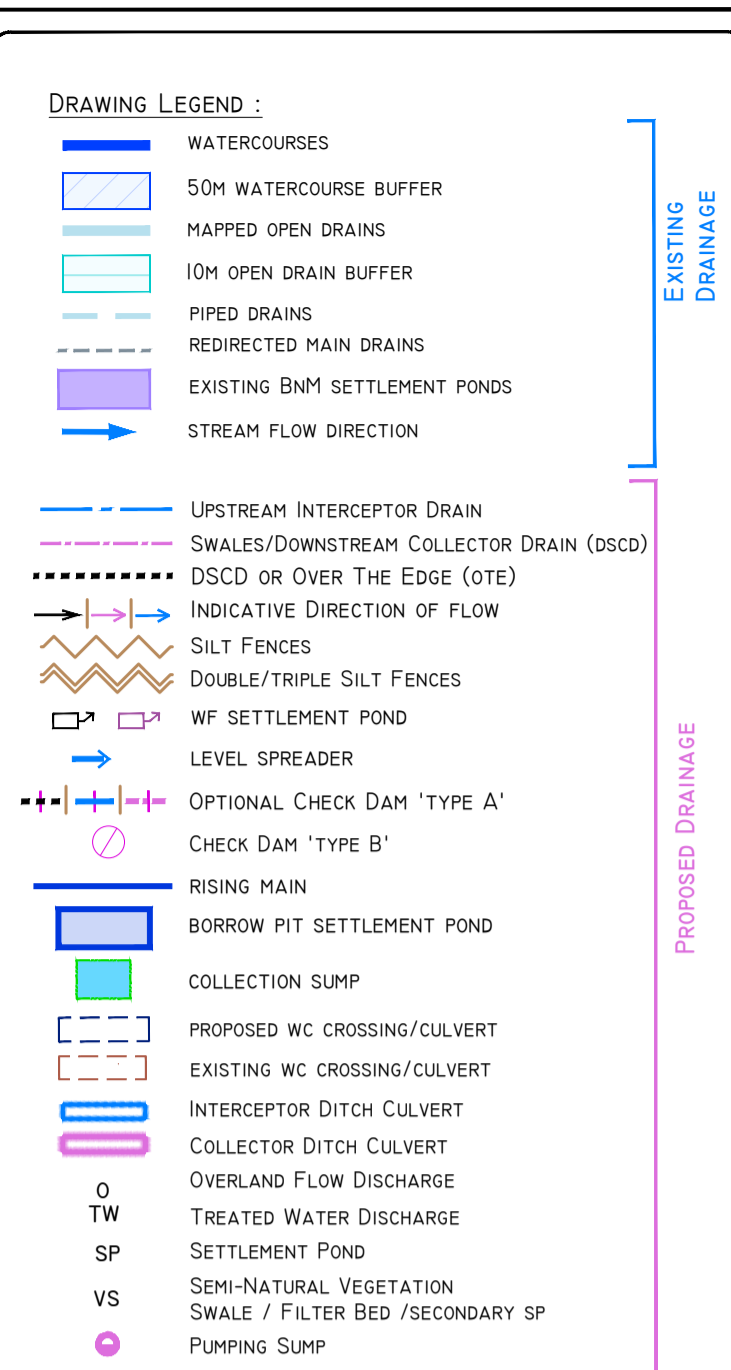 DRAWING LEGEND :
WATERCOURSES
50M WATERCOURSE BUFFER
MAPPED OPEN DRAINS
10M OPEN DRAIN BUFFER
PIPED DRAINS
REDIRECTED MAIN DRAINS
EXISTING BNM SETTLEMENT PONDS
STREAM FLOW DIRECTION
EXISTING
DRAINAGE
UPSTREAM INTERCEPTOR DRAIN
SWALES/DOWNSTREAM COLLECTOR DRAIN (DSCD)
DSCD OR OVER THE EDGE (OTE)
INDICATIVE DIRECTION OF FLOW
SILT FENCES
DOUBLE/TRIPLE SILT FENCES
WF SETTLEMENT POND
LEVEL SPREADER
OPTIONAL CHECK DAM 'TYPE A'
CHECK DAM 'TYPE B'
RISING MAIN
BORROW PIT SETTLEMENT POND
COLLECTION SUMP
PROPOSED WC CROSSING/CULVERT
EXISTING WC CROSSING/CULVERT
INTERCEPTOR DITCH CULVERT
COLLECTOR DITCH CULVERT
O OVERLAND FLOW DISCHARGE
TW TREATED WATER DISCHARGE
SP SETTLEMENT POND
VS SEMI-NATURAL VEGETATION
SWALE / FILTER BED /SECONDARY SP
PUMPING SUMP
PROPOSED DRAINAGE